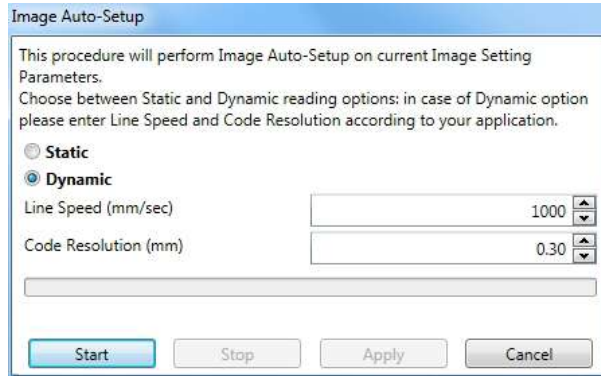 Image Auto-Setup
This procedure will perform Image Auto-Setup on current Image Setting
Parameters.
Choose between Static and Dynamic reading options: in case of Dynamic option
please enter Line Speed and Code Resolution according to your application.
Static
Dynamic
Line Speed (mm/sec) 1000
Code Resolution (mm) 0.30
Start Stop Apply Cancel